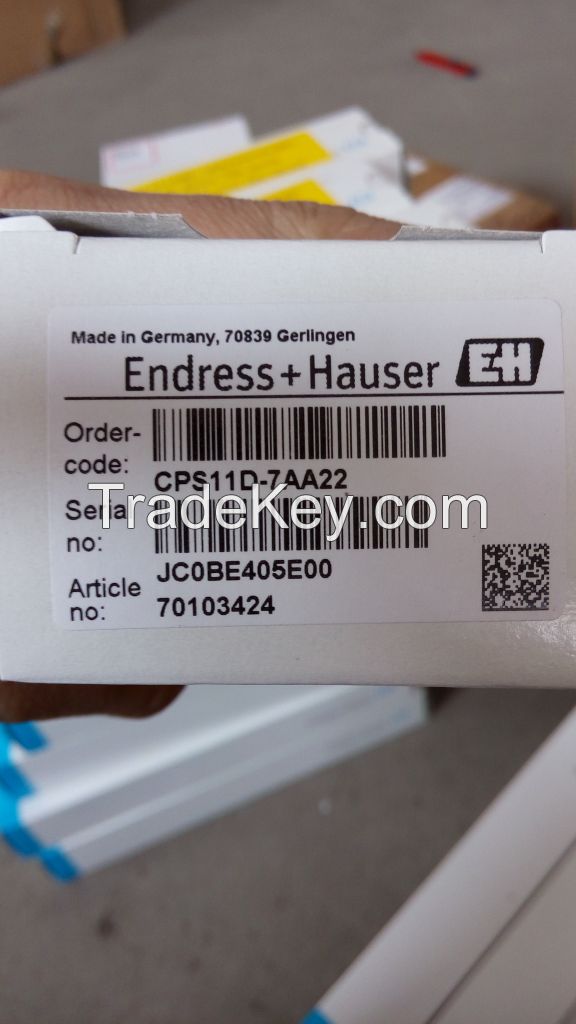 Made in Germany, 70839 Gerlingen
Endress+Hauser EH
Order-
code:
CPS11D-7AA22
Serial
no:
JC0BE405E00
Article
no:
70103424
TradeKey.com